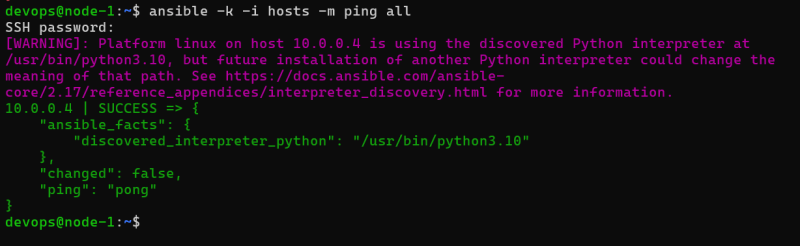 devops@node-1:~$ ansible -k -i hosts -m ping all
SSH password:
[WARNING]: Platform linux on host 10.0.0.4 is using the discovered Python interpreter at
/usr/bin/python3.10, but future installation of another Python interpreter could change the
meaning of that path. See https://docs.ansible.com/ansible-
core/2.17/reference_appendices/interpreter_discovery.html for more information.
10.0.0.4 | SUCCESS => {
    "ansible_facts": {
        "discovered_interpreter_python": "/usr/bin/python3.10"
    },
    "changed": false,
    "ping": "pong"
}
devops@node-1:~$